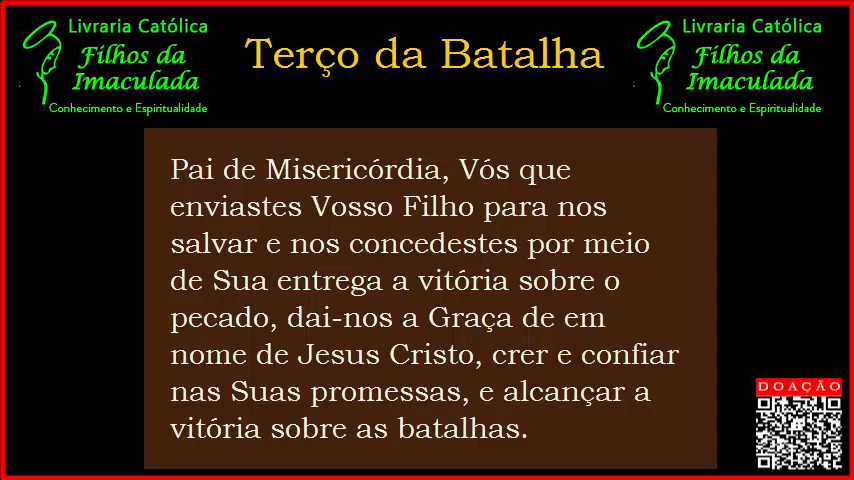 Livraria Católica
Filhos da
Imaculada
Conhecimento e Espiritualidade
Terço da Batalha
Livraria Católica
Filhos da
Imaculada
Conhecimento e Espiritualidade
Pai de Misericórdia, Vós que
enviastes Vosso Filho para nos
salvar e nos concedestes por meio
de Sua entrega a vitória sobre o
pecado, dai-nos a Graça de em
nome de Jesus Cristo, crer e confiar
nas Suas promessas, e alcançar a
vitória sobre as batalhas.
DOAÇÃO